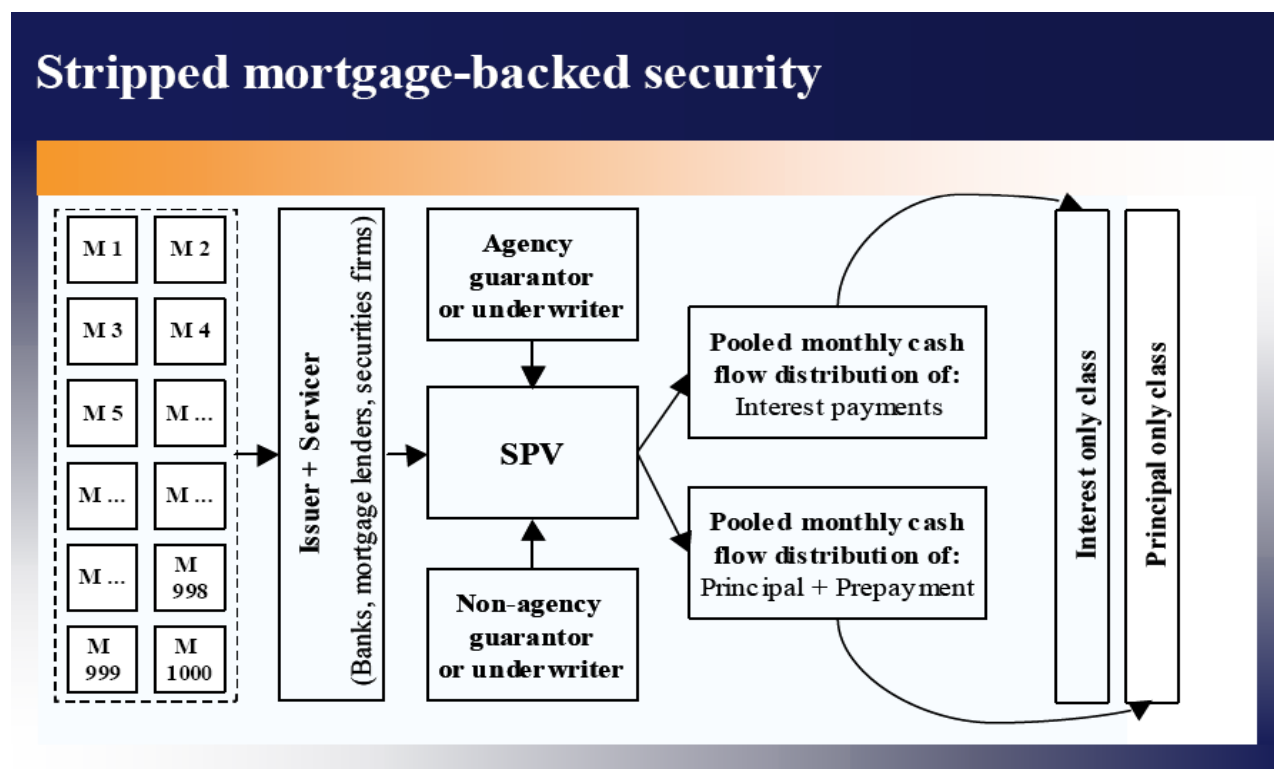 Stripped mortgage-backed security
M 1
M 2
M 3
M 4
M 5
M ...
M ...
M ...
M ...
M
998
M
999
M
1000
Issuer + Servicer
(Banks, mortgage lenders, securities firms)
Agency
guarantor
or underwriter
SPV
Non-agency
guarantor
or underwriter
Pooled monthly cash
flow distribution of:
Interest payments
Pooled monthly cash
flow distribution of:
Principal + Prepayment
Interest only class
Principal only class